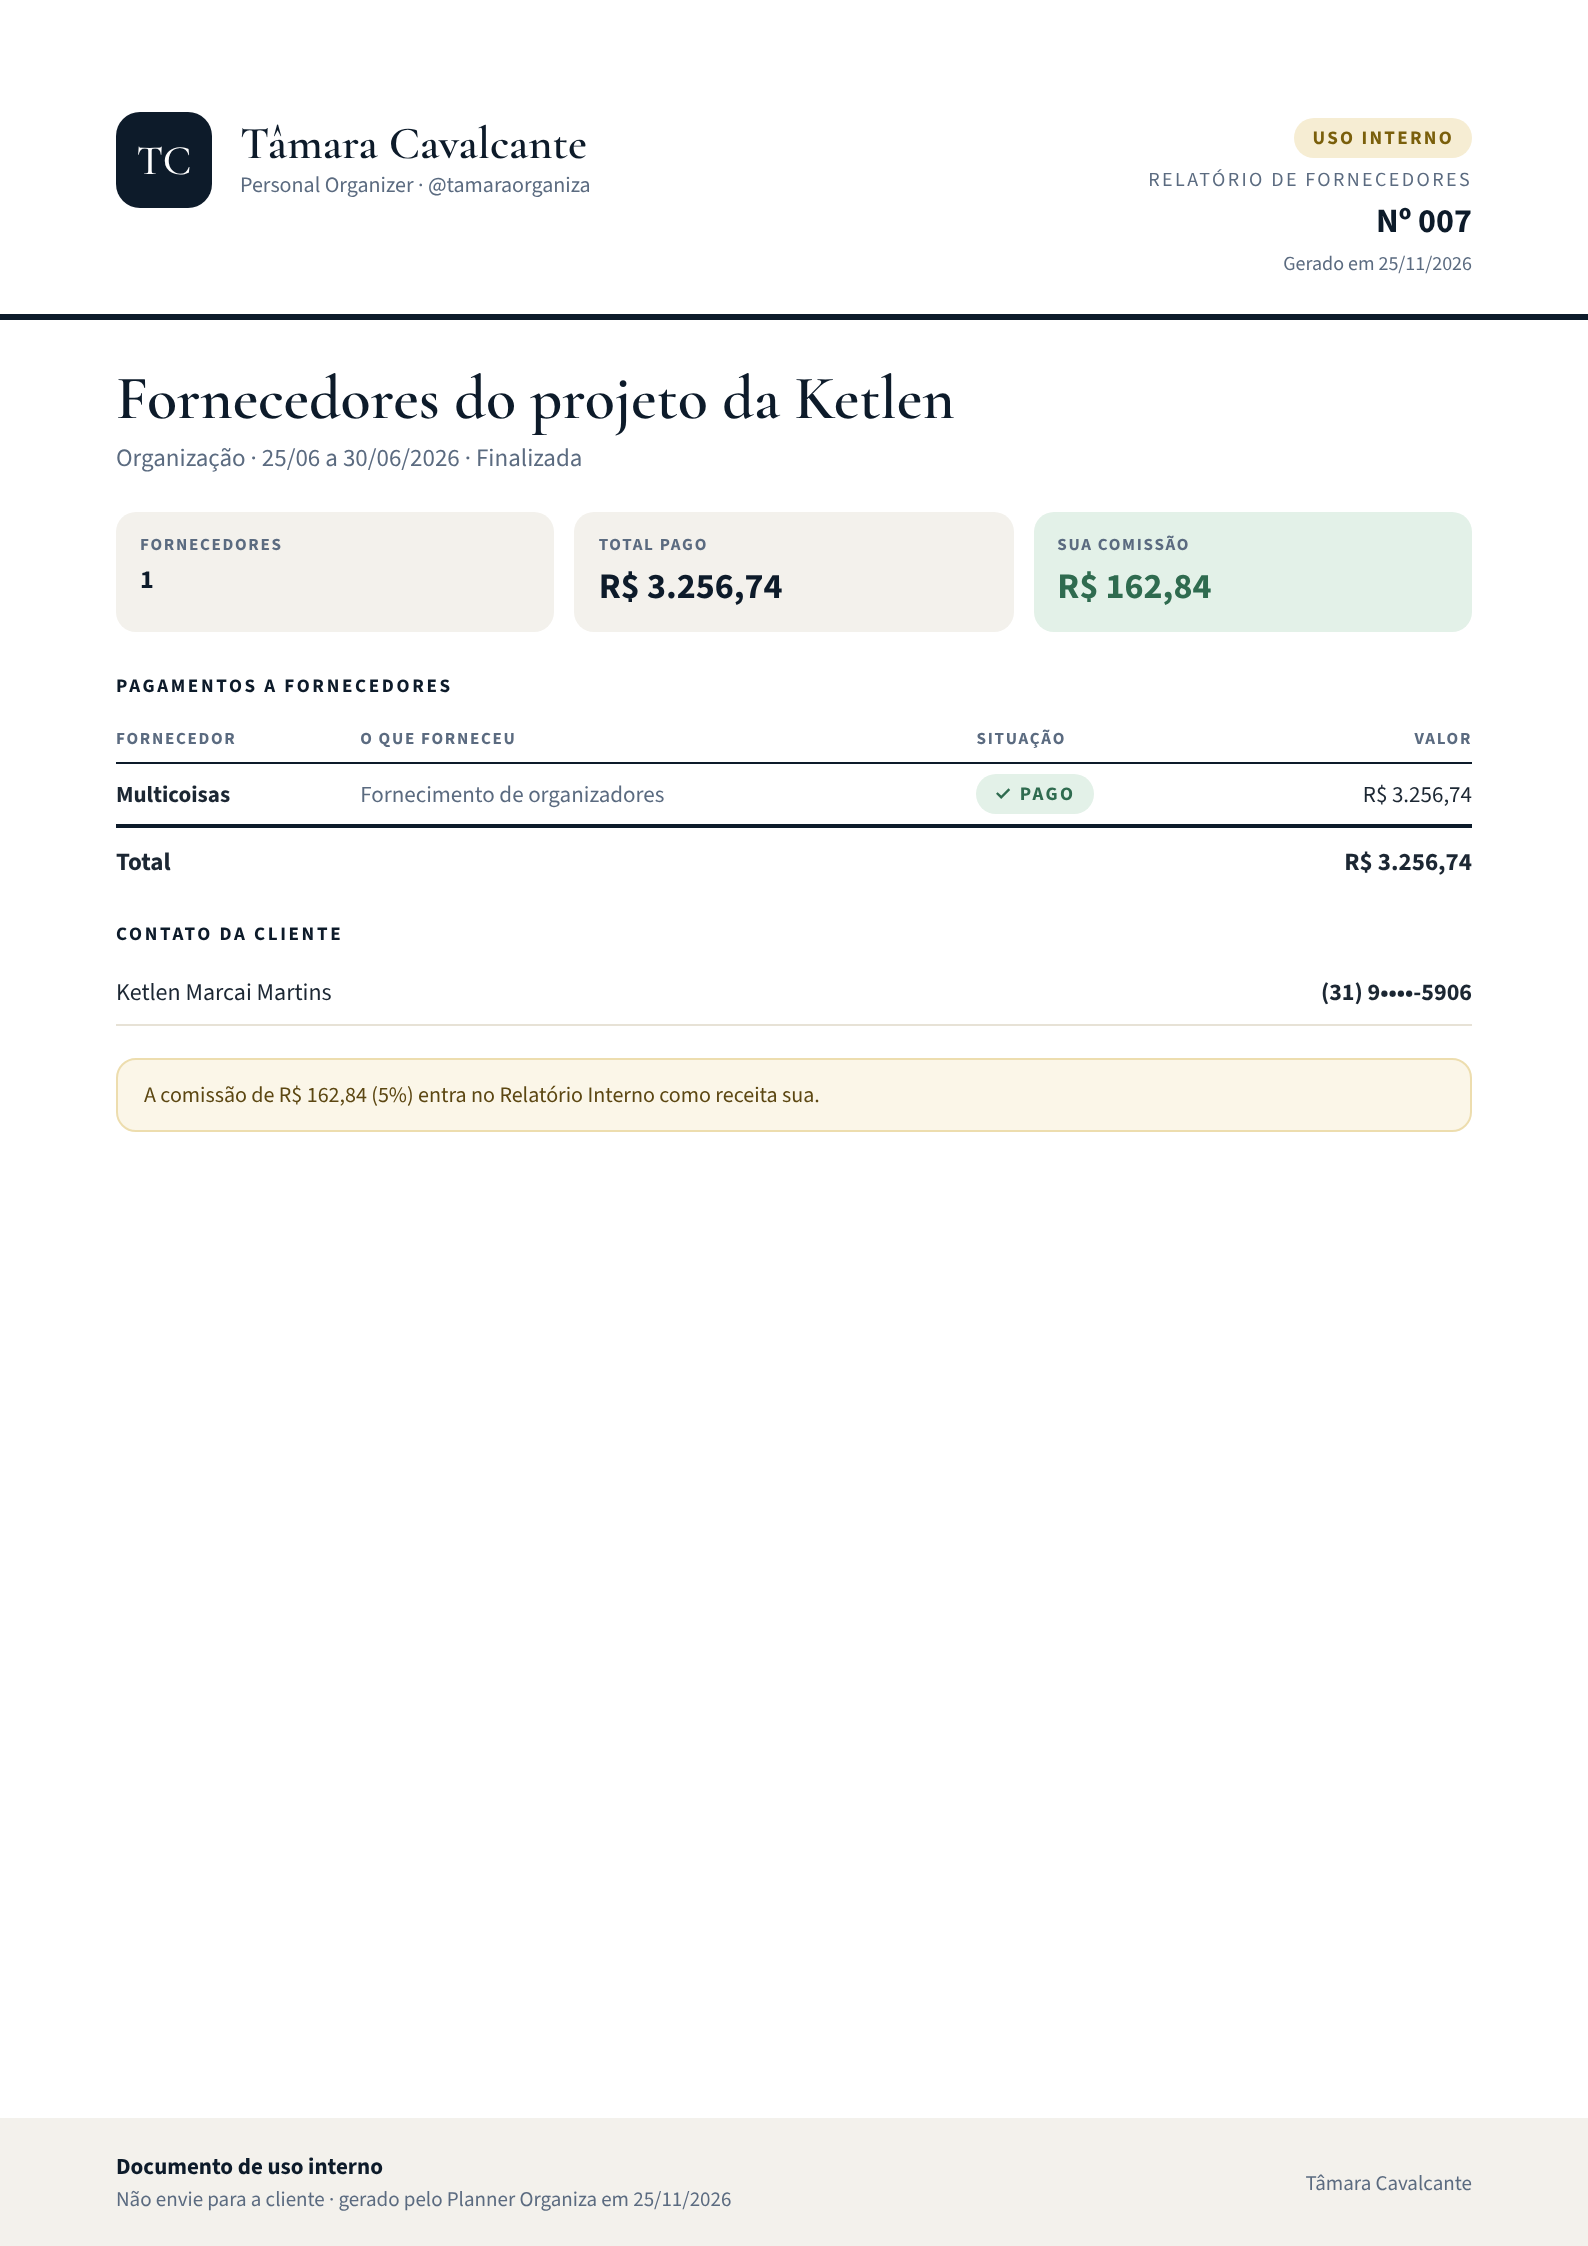 TC
Tâmara Cavalcante
Personal Organizer · @tamaraorganiza
USO INTERNO
RELATÓRIO DE FORNECEDORES
Nº 007
Gerado em 25/11/2026
Fornecedores do projeto da Ketlen
Organização · 25/06 a 30/06/2026 · Finalizada
FORNECEDORES
1
TOTAL PAGO
R$ 3.256,74
SUA COMISSÃO
R$ 162,84
PAGAMENTOS A FORNECEDORES
FORNECEDOR O QUE FORNECEU SITUAÇÃO VALOR
Multicoisas Fornecimento de organizadores ✓ PAGO R$ 3.256,74
Total R$ 3.256,74
CONTATO DA CLIENTE
Ketlen Marcai Martins (31) 9••••-5906
A comissão de R$ 162,84 (5%) entra no Relatório Interno como receita sua.
Documento de uso interno
Não envie para a cliente · gerado pelo Planner Organiza em 25/11/2026
Tâmara Cavalcante